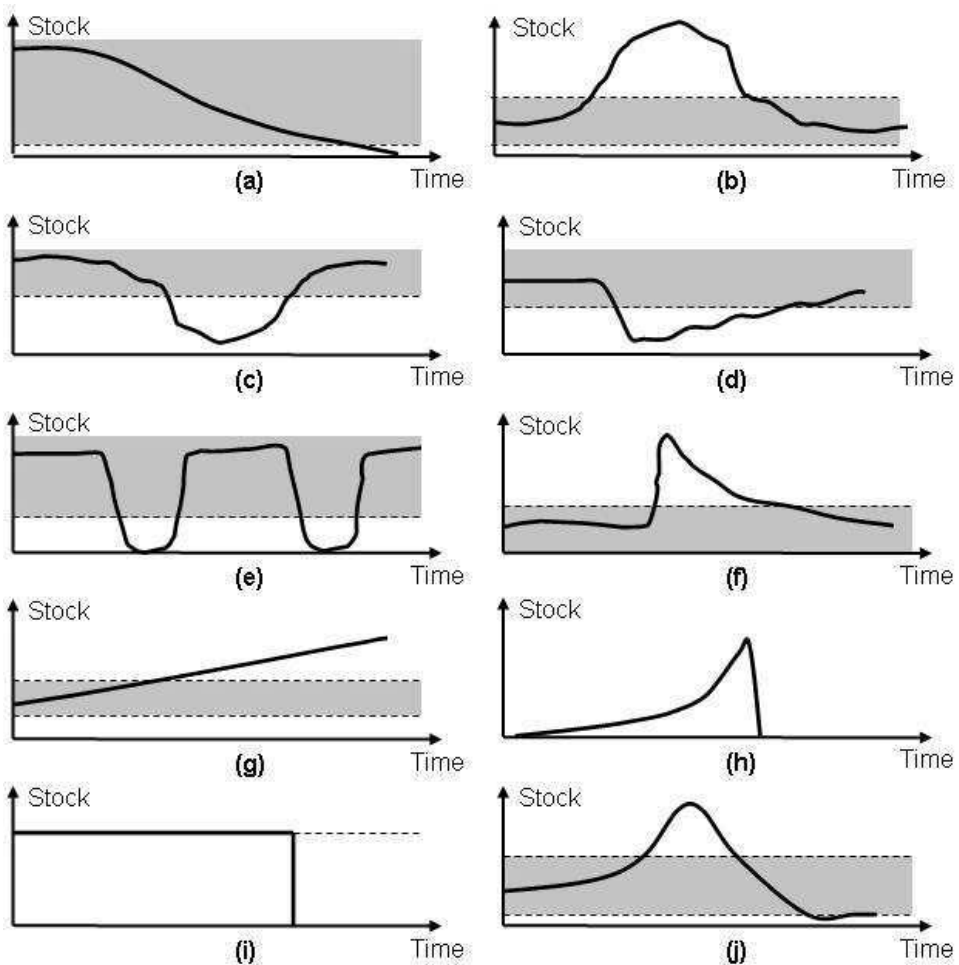 Stock
Stock
Time
Time
(a)
(b)
Stock
Stock
Time
Time
(c)
(d)
Stock
Stock
Time
Time
(e)
(f)
Stock
Stock
Time
Time
(g)
(h)
Stock
Stock
Time
Time
(i)
(j)